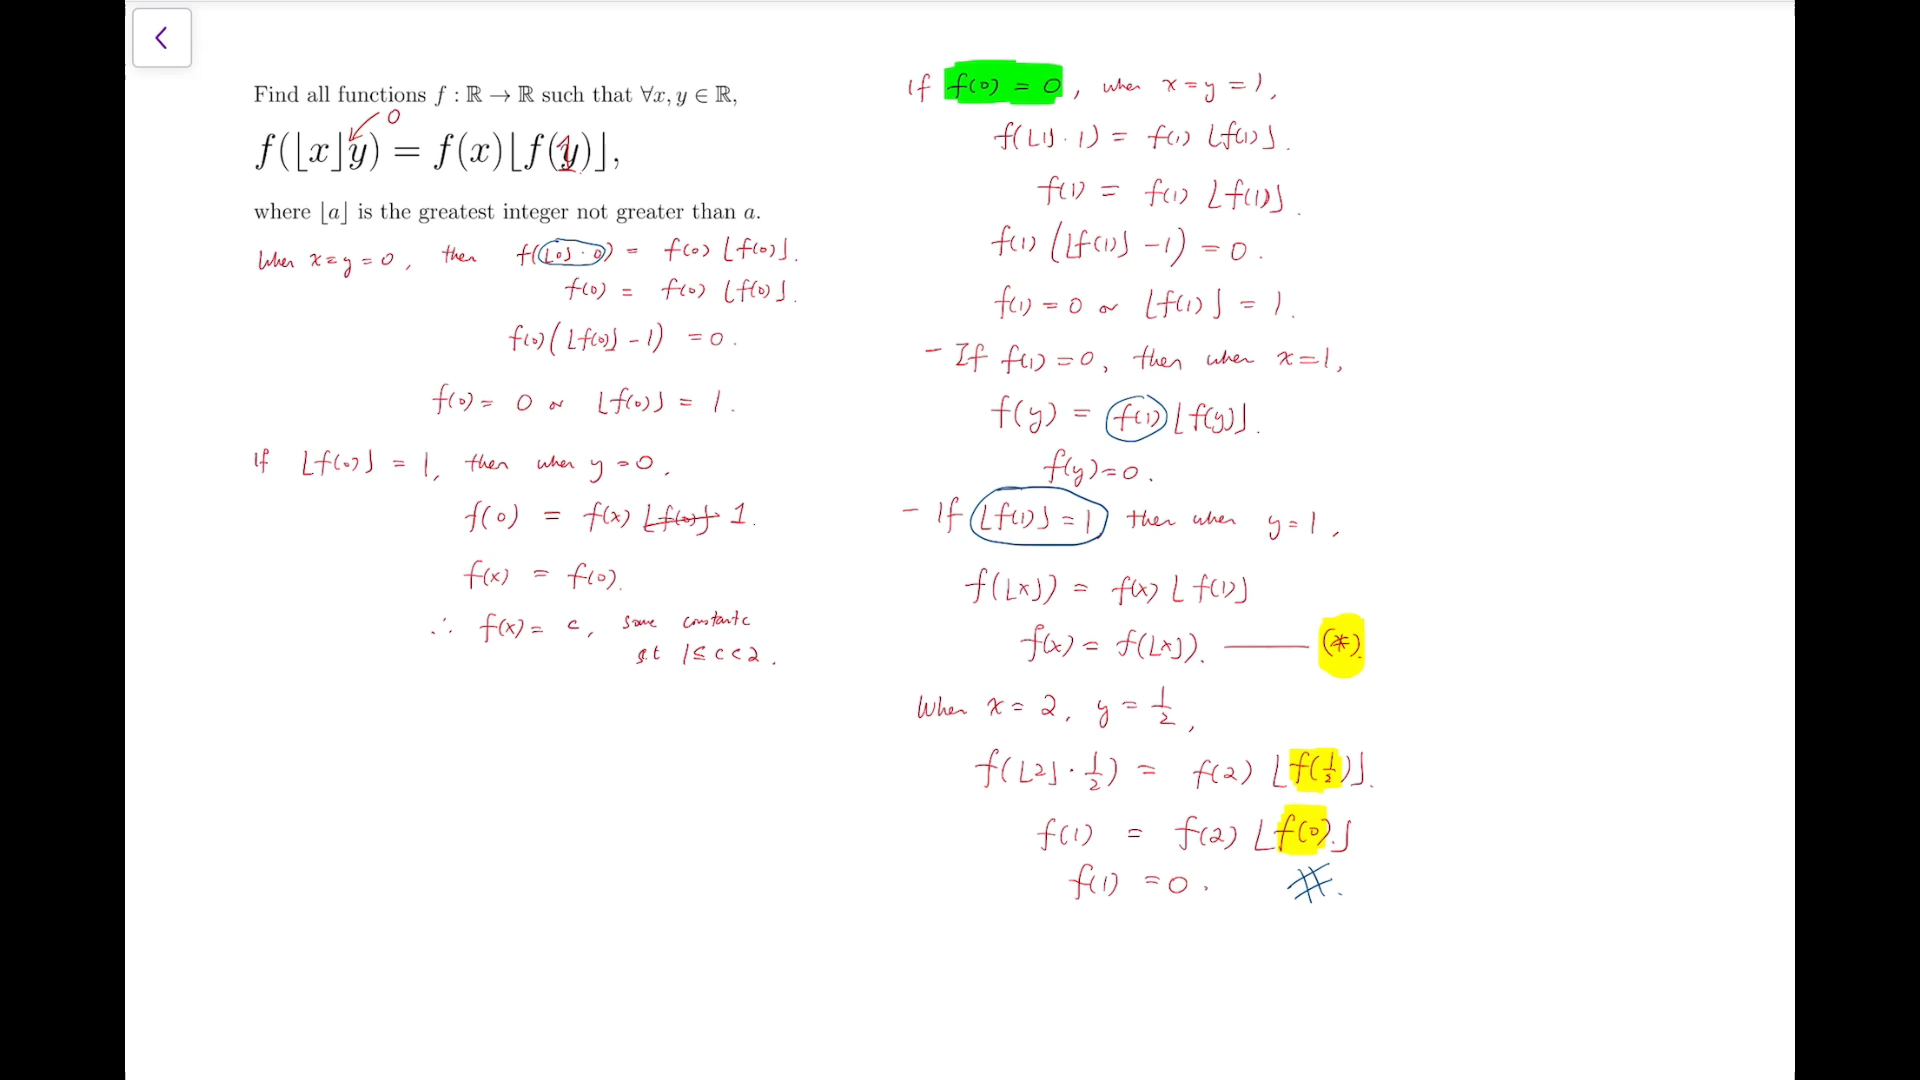 Find all functions f : ℝ → ℝ such that ∀x, y ∈ ℝ,
0
f(⌊x⌋y) = f(x)⌊f(y)⌋,
1
where ⌊a⌋ is the greatest integer not greater than a.
When x=y=0, then f(⌊0⌋·0) = f(0)⌊f(0)⌋.
f(0) = f(0)⌊f(0)⌋.
f(0)(⌊f(0)⌋ - 1) = 0.
f(0) = 0 or ⌊f(0)⌋ = 1.
If ⌊f(0)⌋ = 1, then when y=0,
f(0) = f(x) ⌊f(0)⌋ 1.
f(x) = f(0).
∴ f(x) = c, some constant c
s.t 1≤c<2.
If f(0) = 0, when x=y=1,
f(⌊1⌋·1) = f(1)⌊f(1)⌋.
f(1) = f(1)⌊f(1)⌋.
f(1)(⌊f(1)⌋ -1) = 0.
f(1) = 0 or ⌊f(1)⌋ = 1.
- If f(1) = 0, then when x=1,
f(y) = f(1)⌊f(y)⌋.
f(y)=0.
- If ⌊f(1)⌋ = 1 then when y=1,
f(⌊x⌋) = f(x)⌊f(1)⌋
f(x) = f(⌊x⌋). —— (*).
When x = 2, y = 1/2,
f(⌊2⌋·1/2) = f(2)⌊f(1/2)⌋.
f(1) = f(2)⌊f(0).⌋
f(1) = 0. #.